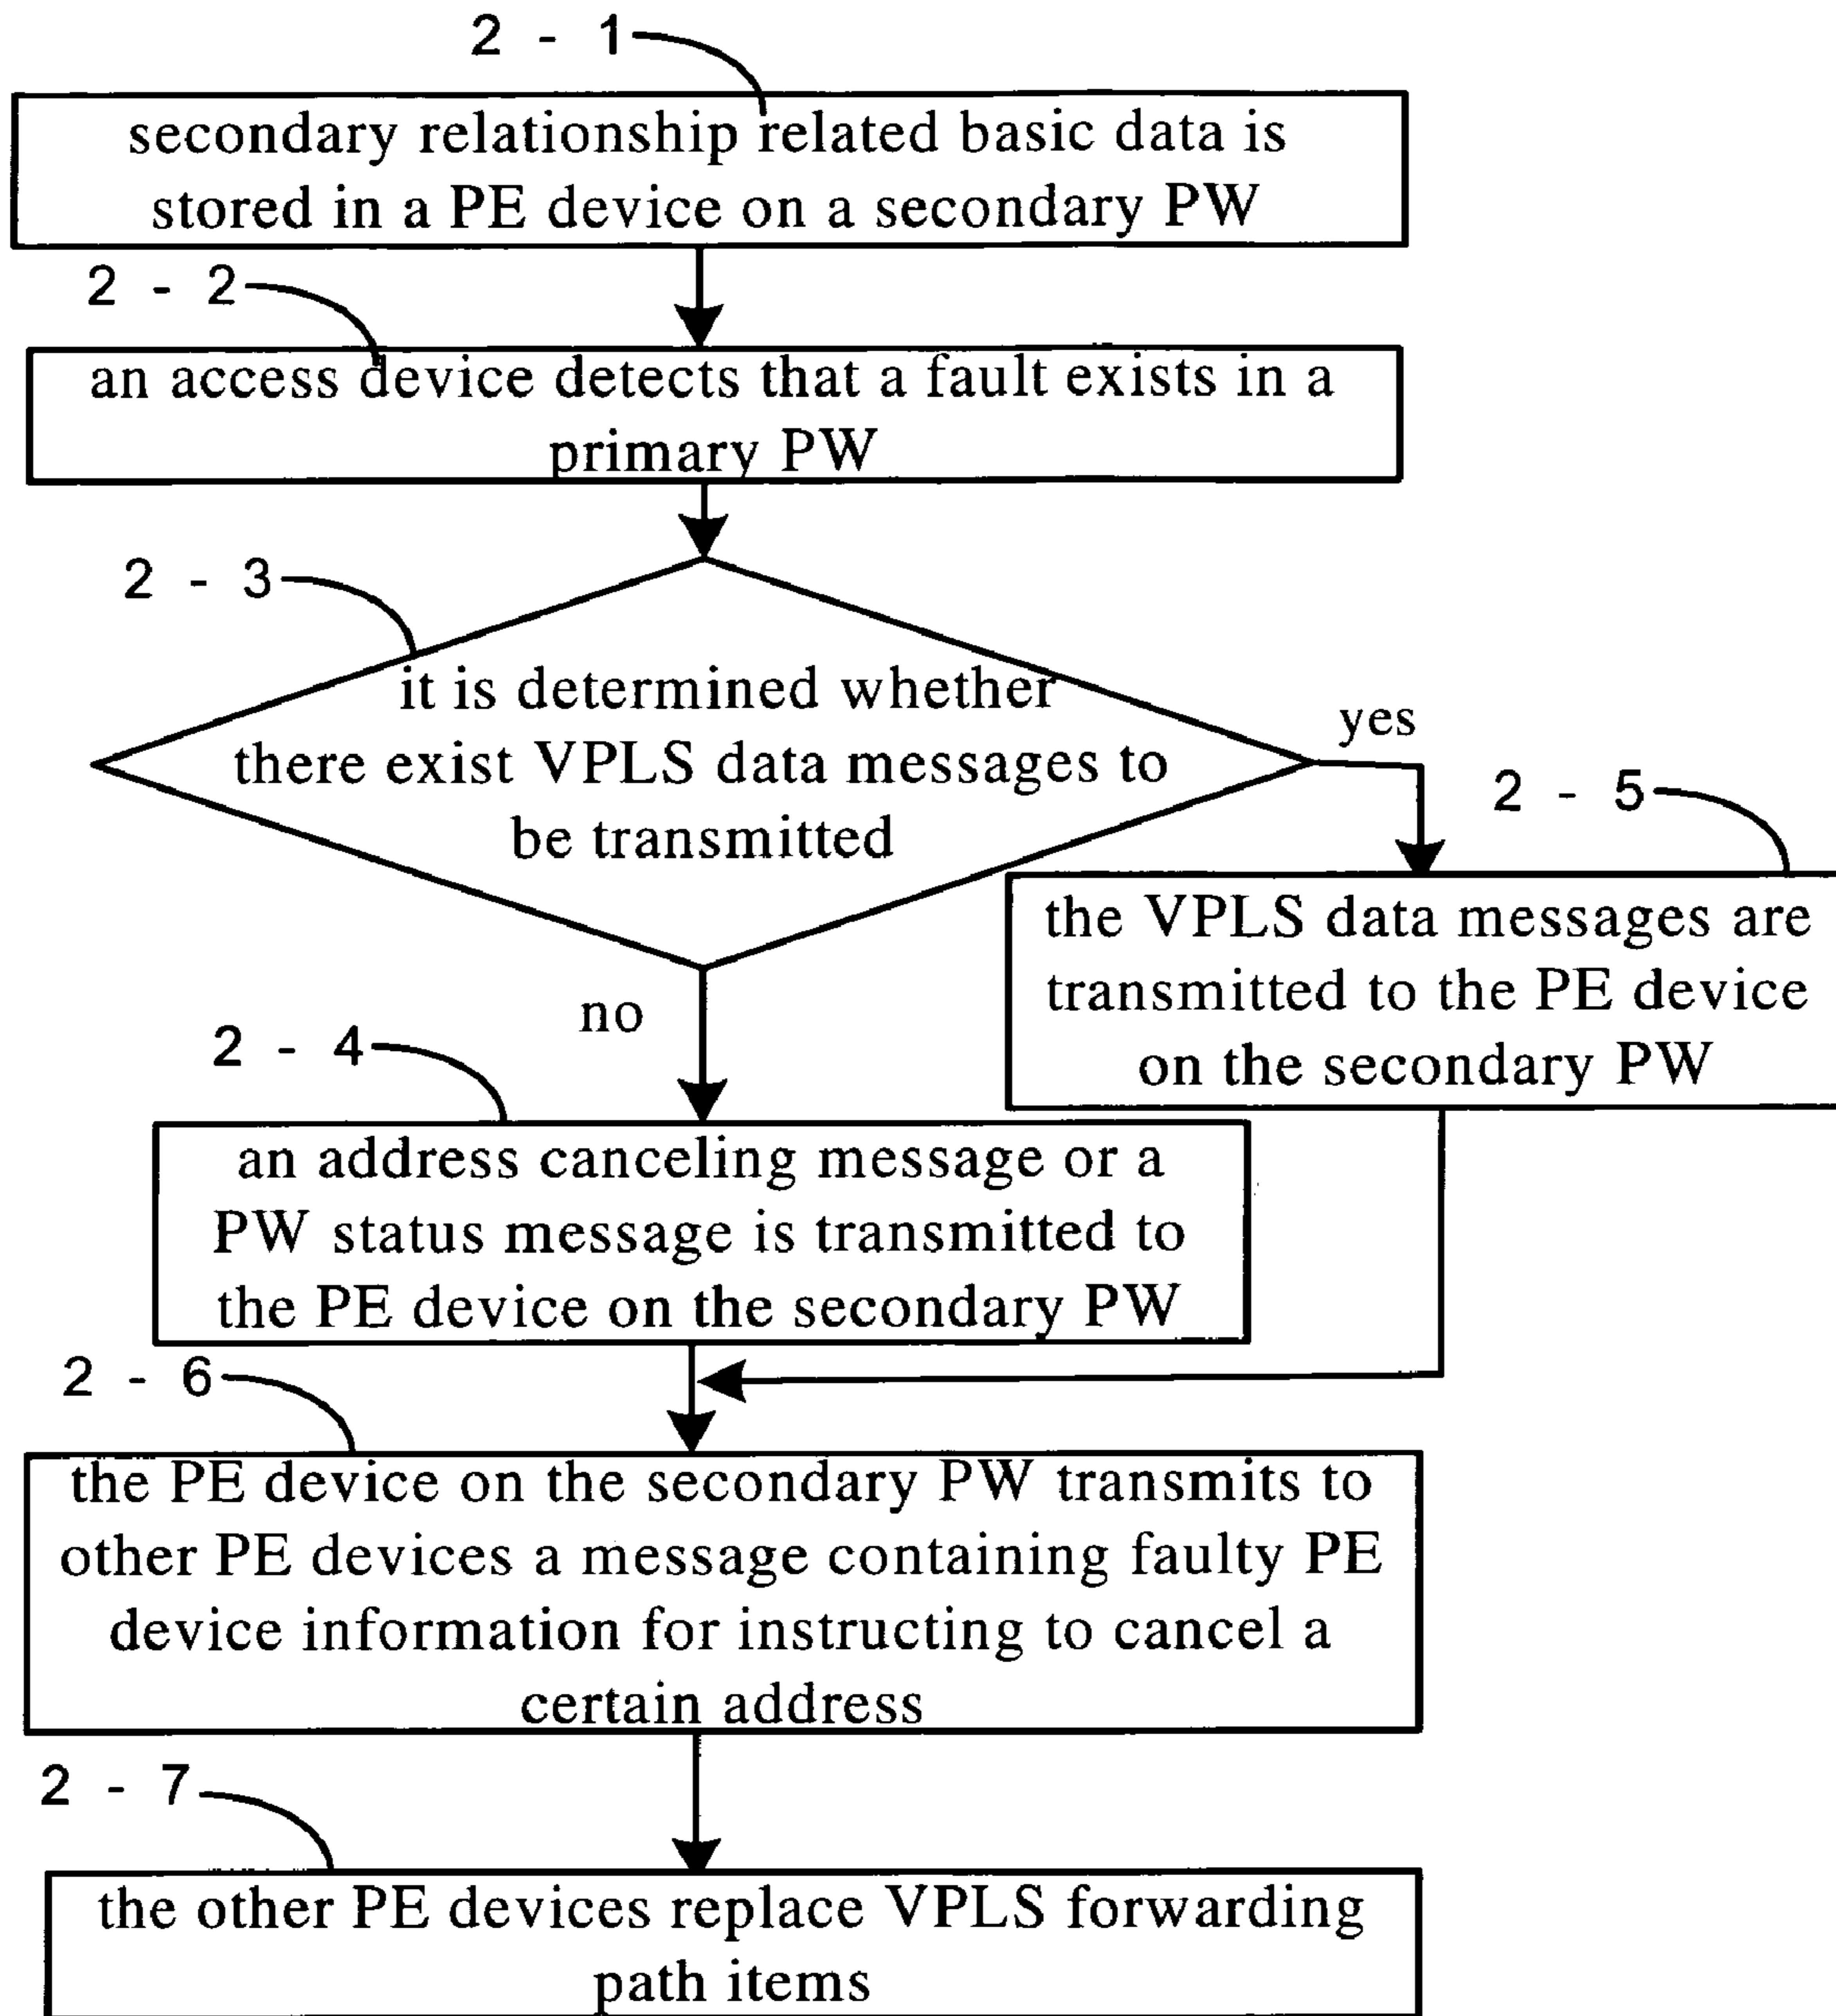 2 - 1
secondary relationship related basic data is
stored in a PE device on a secondary PW
2 - 2
an access device detects that a fault exists in a
primary PW
2 - 3
it is determined whether
there exist VPLS data messages to
be transmitted
yes
2 - 5
the VPLS data messages are
transmitted to the PE device
on the secondary PW
no
2 - 4
an address canceling message or a
PW status message is transmitted to
the PE device on the secondary PW
2 - 6
the PE device on the secondary PW transmits to
other PE devices a message containing faulty PE
device information for instructing to cancel a
certain address
2 - 7
the other PE devices replace VPLS forwarding
path items